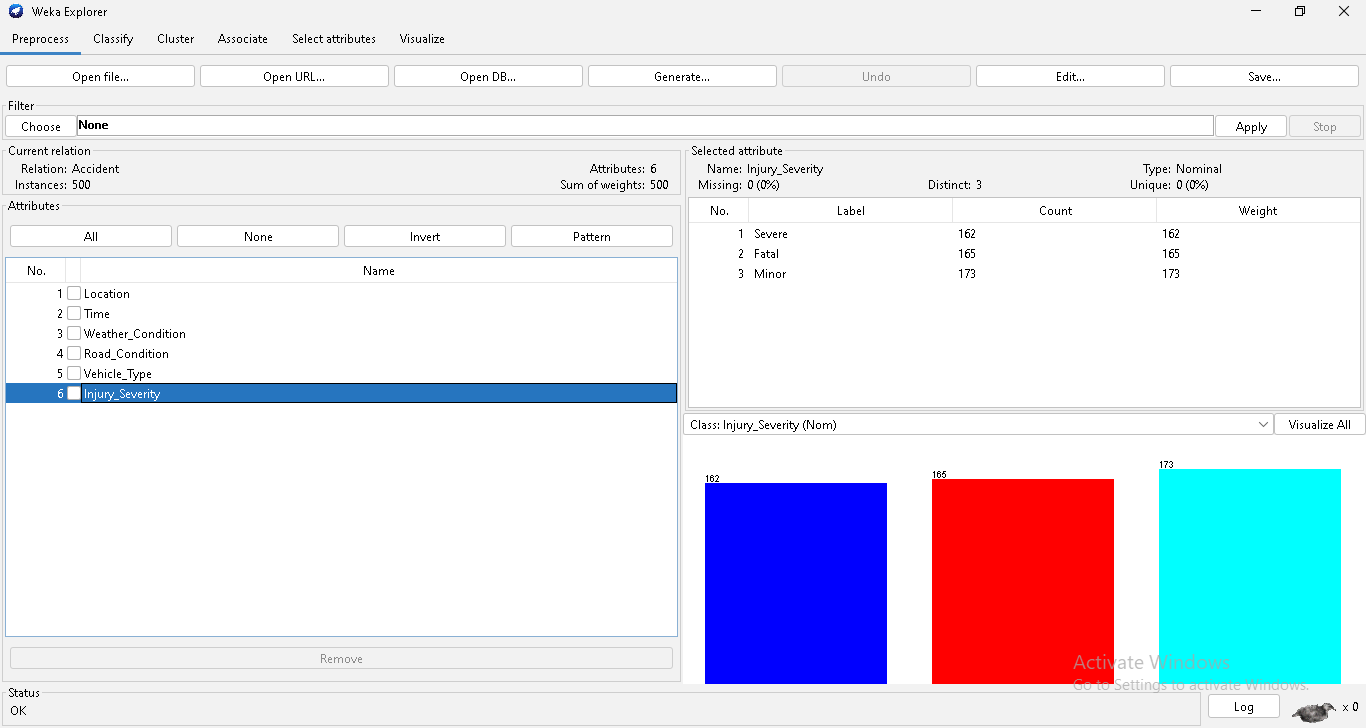 Weka Explorer
Preprocess Classify Cluster Associate Select attributes Visualize
Open file... Open URL... Open DB... Generate... Undo Edit... Save...
Filter
Choose None Apply Stop
Current relation
Relation: Accident Attributes: 6
Instances: 500 Sum of weights: 500
Attributes
All None Invert Pattern
No. Name
1 Location
2 Time
3 Weather_Condition
4 Road_Condition
5 Vehicle_Type
6 Injury_Severity
Remove
Selected attribute
Name: Injury_Severity Type: Nominal
Missing: 0 (0%) Distinct: 3 Unique: 0 (0%)
No. Label Count Weight
1 Severe 162 162
2 Fatal 165 165
3 Minor 173 173
Class: Injury_Severity (Nom) Visualize All
162 165 173
Activate Windows
Go to Settings to activate Windows.
Status
OK
Log x 0